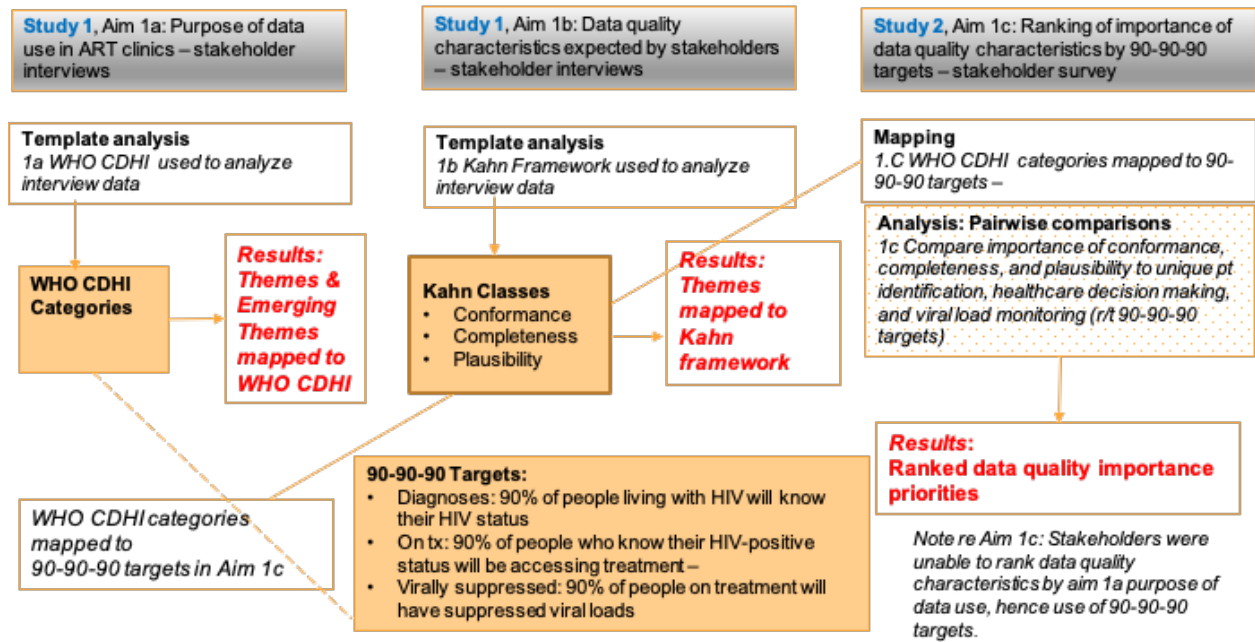 Study 1, Aim 1a: Purpose of data
use in ART clinics – stakeholder
interviews
Study 1, Aim 1b: Data quality
characteristics expected by stakeholders
– stakeholder interviews
Study 2, Aim 1c: Ranking of importance
of data quality characteristics by 90-90-90
targets – stakeholder survey
Template analysis
1a WHO CDHI used to analyze
interview data
Template analysis
1b Kahn Framework used to analyze
interview data
Mapping
1.C WHO CDHI categories mapped to 90-
90-90 targets –
Analysis: Pairwise comparisons
1c Compare importance of conformance,
completeness, and plausibility to unique pt
identification, healthcare decision making,
and viral load monitoring (r/t 90-90-90
targets)
WHO CDHI
Categories
Results:
Themes &
Emerging
Themes
mapped to
WHO CDHI
Kahn Classes
• Conformance
• Completeness
• Plausibility
Results:
Themes
mapped to
Kahn
framework
Results:
Ranked data quality importance
priorities
WHO CDHI categories
mapped to
90-90-90 targets in Aim 1c
90-90-90 Targets:
• Diagnoses: 90% of people living with HIV will know
their HIV status
• On tx: 90% of people who know their HIV-positive
status will be accessing treatment –
• Virally suppressed: 90% of people on treatment will
have suppressed viral loads
Note re Aim 1c: Stakeholders were
unable to rank data quality
characteristics by aim 1a purpose of
data use, hence use of 90-90-90
targets.